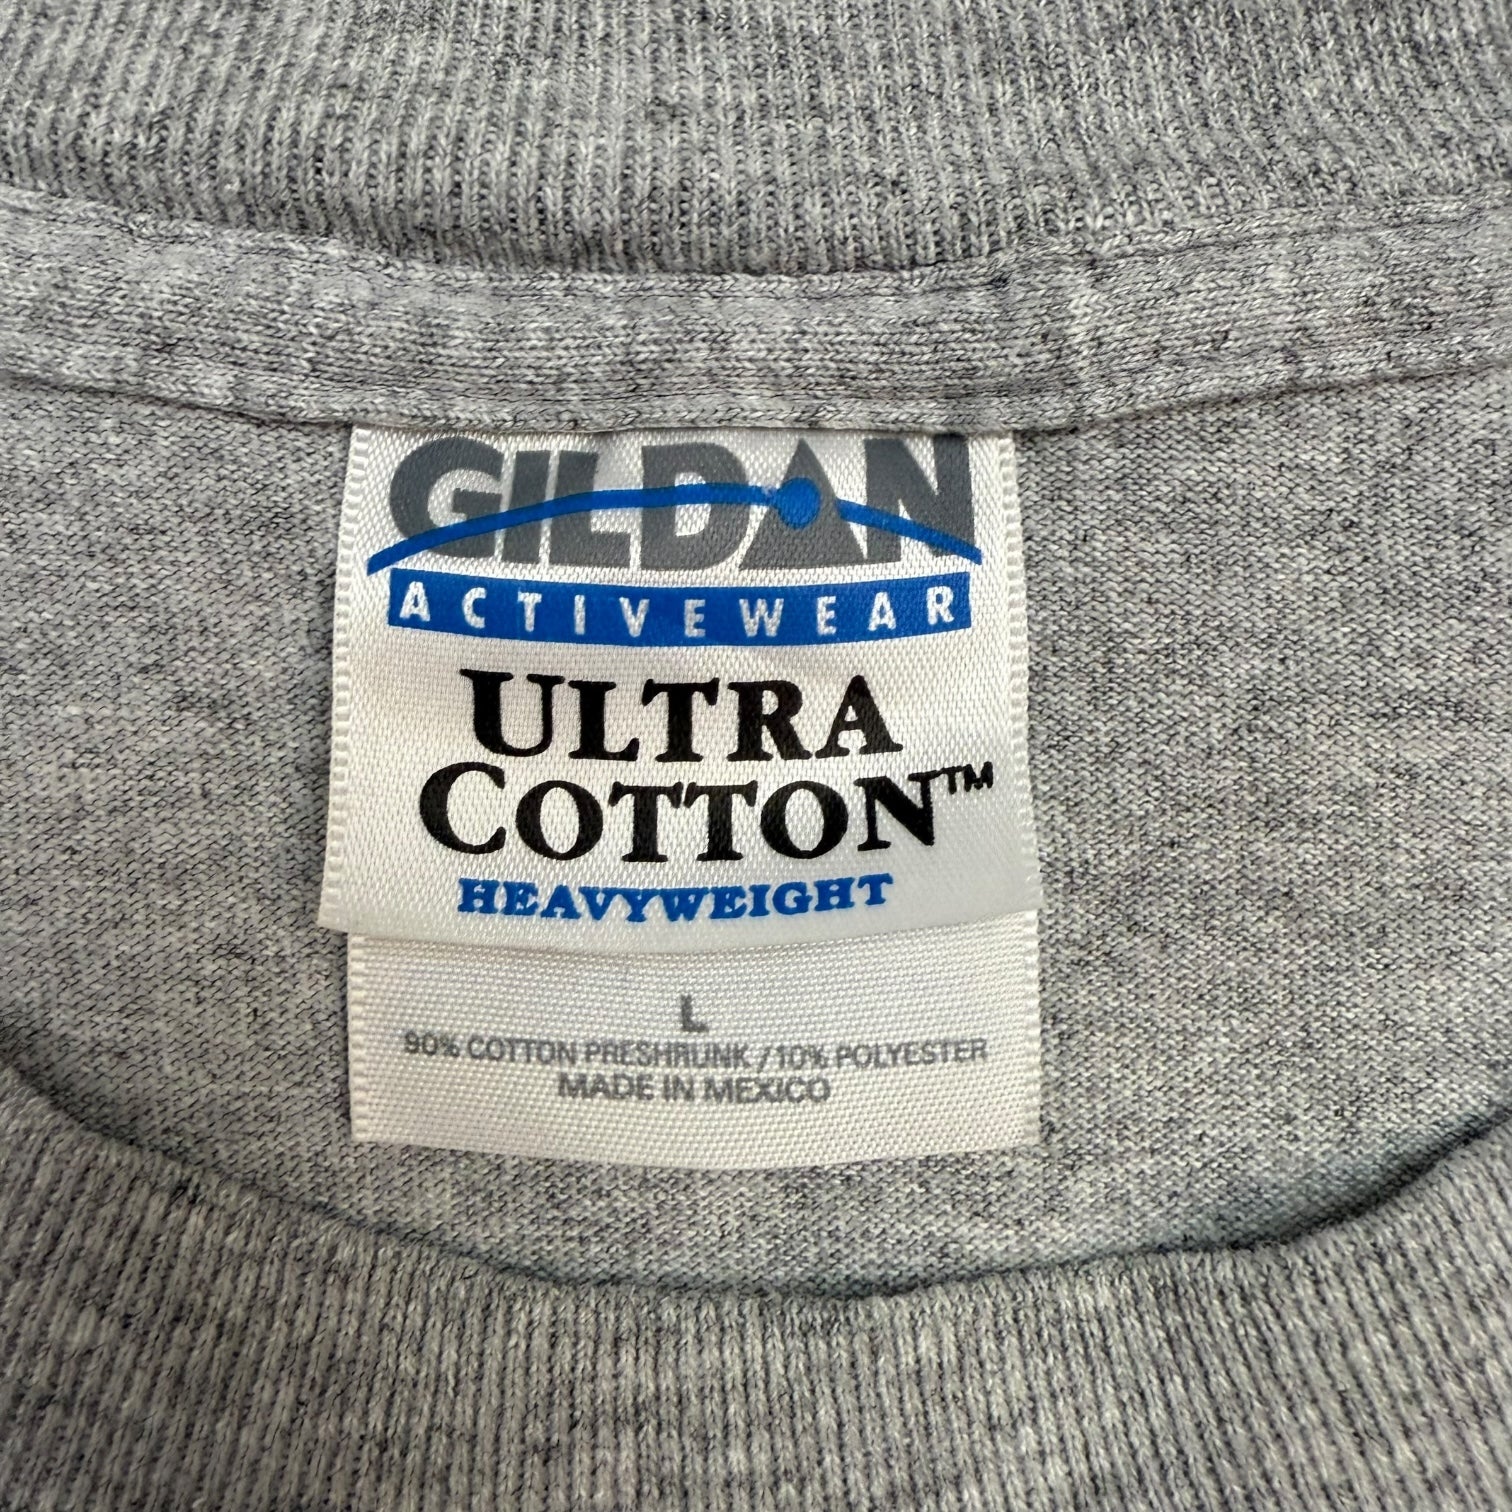 GILDAN
ACTIVEWEAR
ULTRA
COTTON™
HEAVYWEIGHT
L
90% COTTON PRESHRUNK / 10% POLYESTER
MADE IN MEXICO